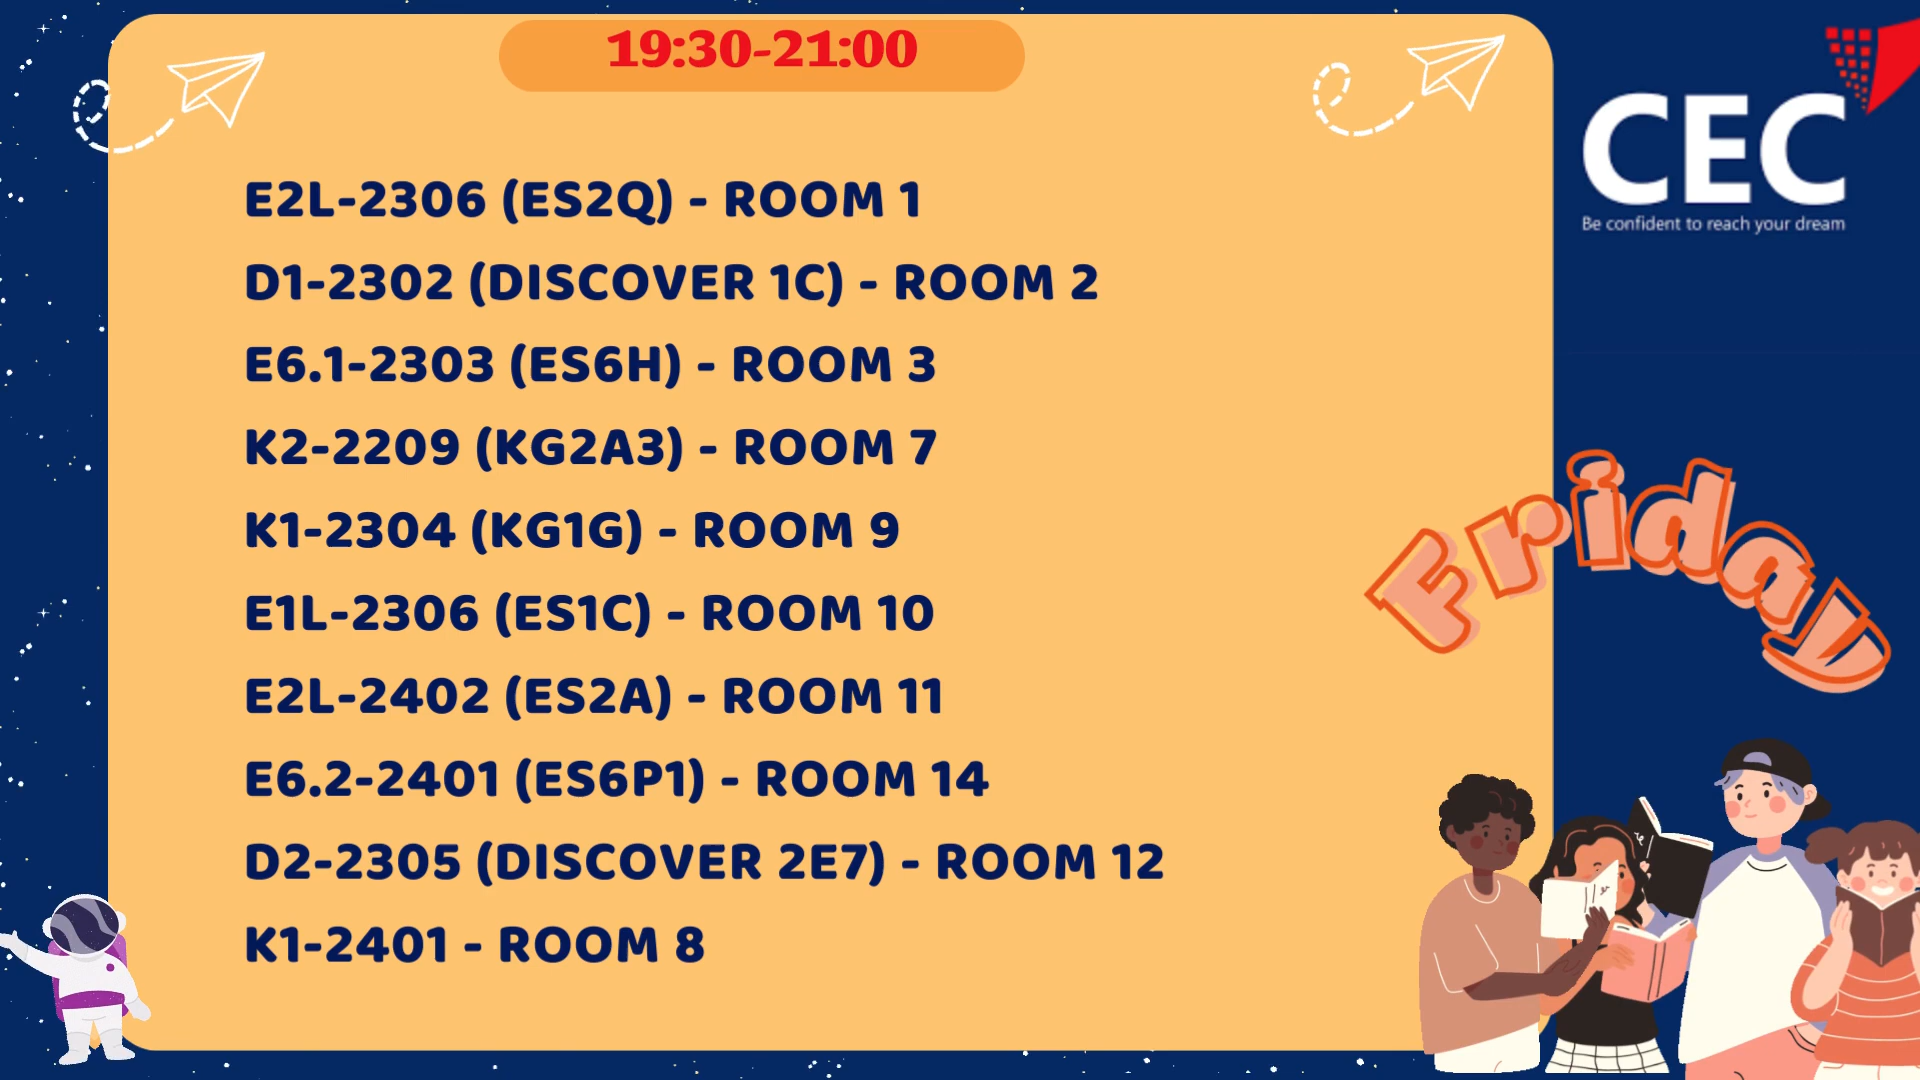 19:30-21:00
CEC
Be confident to reach your dream
E2L-2306 (ES2Q) - ROOM 1
D1-2302 (DISCOVER 1C) - ROOM 2
E6.1-2303 (ES6H) - ROOM 3
K2-2209 (KG2A3) - ROOM 7
K1-2304 (KG1G) - ROOM 9
E1L-2306 (ES1C) - ROOM 10
E2L-2402 (ES2A) - ROOM 11
E6.2-2401 (ES6P1) - ROOM 14
D2-2305 (DISCOVER 2E7) - ROOM 12
K1-2401 - ROOM 8
Friday